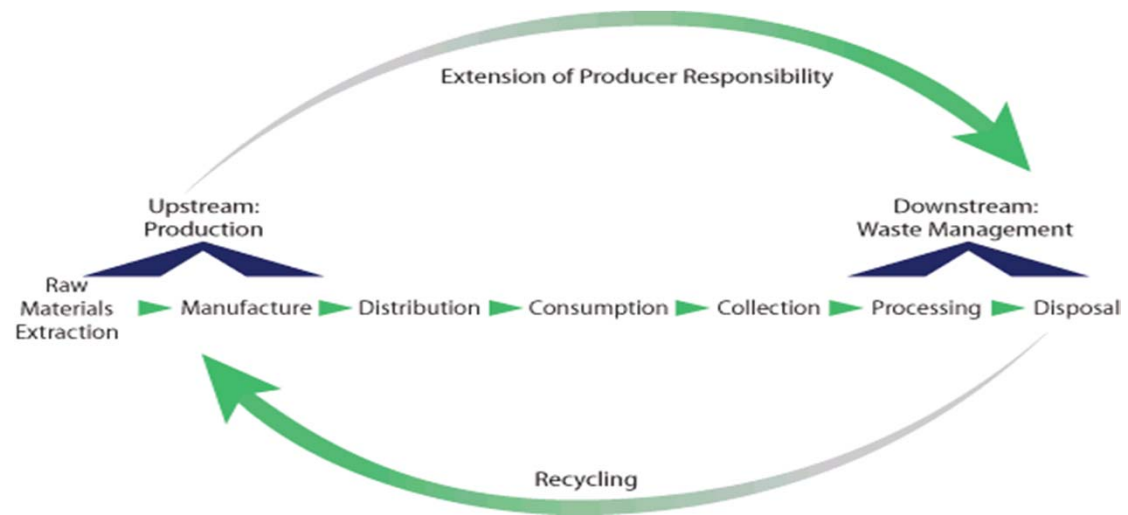 Extension of Producer Responsibility
Upstream:
Production
Downstream:
Waste Management
Raw
Materials
Extraction
Manufacture
Distribution
Consumption
Collection
Processing
Disposal
Recycling